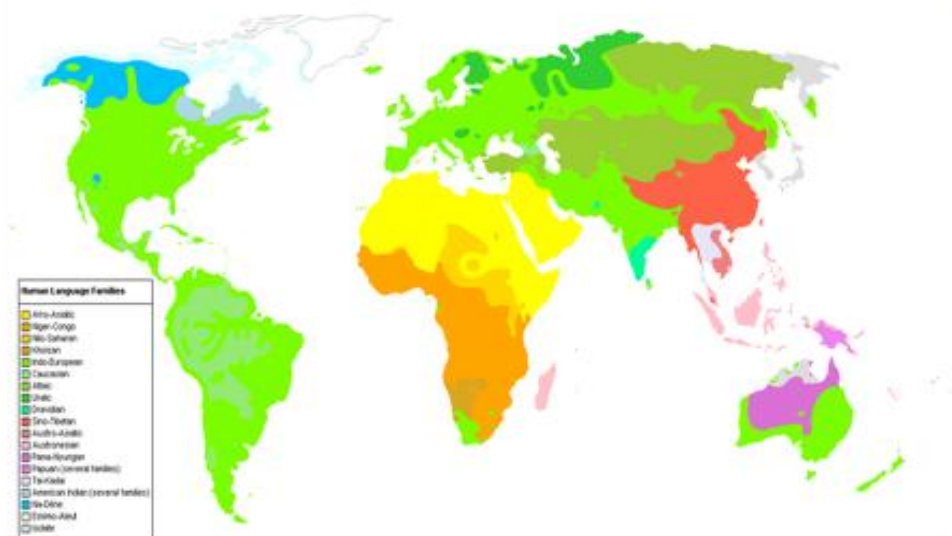 Human Language Families
Afro-Asiatic
Niger-Congo
Nilo-Saharan
Khoisan
Indo-European
Caucasian
Altaic
Uralic
Dravidian
Sino-Tibetan
Austro-Asiatic
Austronesian
Pama-Nyungan
Papuan (several families)
Tai-Kadai
American Indian (several families)
Na-Dene
Eskimo-Aleut
Isolate